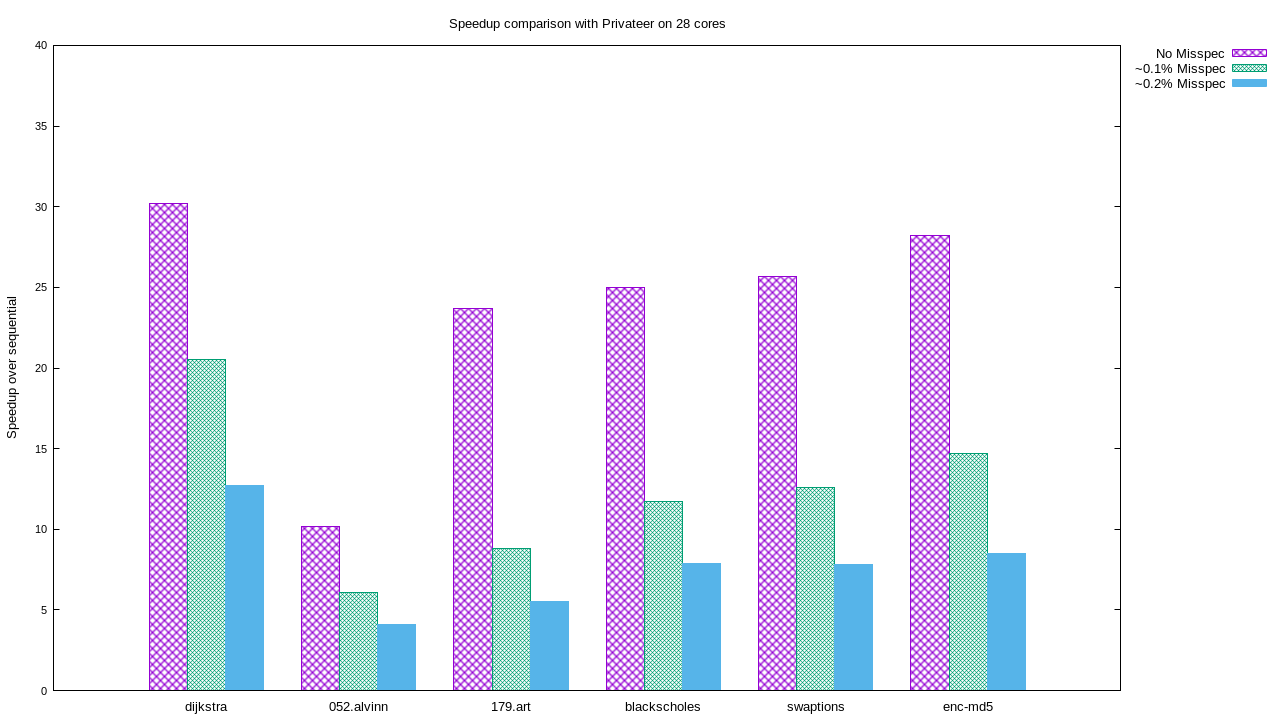 Speedup comparison with Privateer on 28 cores
No Misspec
~0.1% Misspec
~0.2% Misspec
Speedup over sequential
40
35
30
25
20
15
10
5
0
dijkstra 052.alvinn 179.art blackscholes swaptions enc-md5